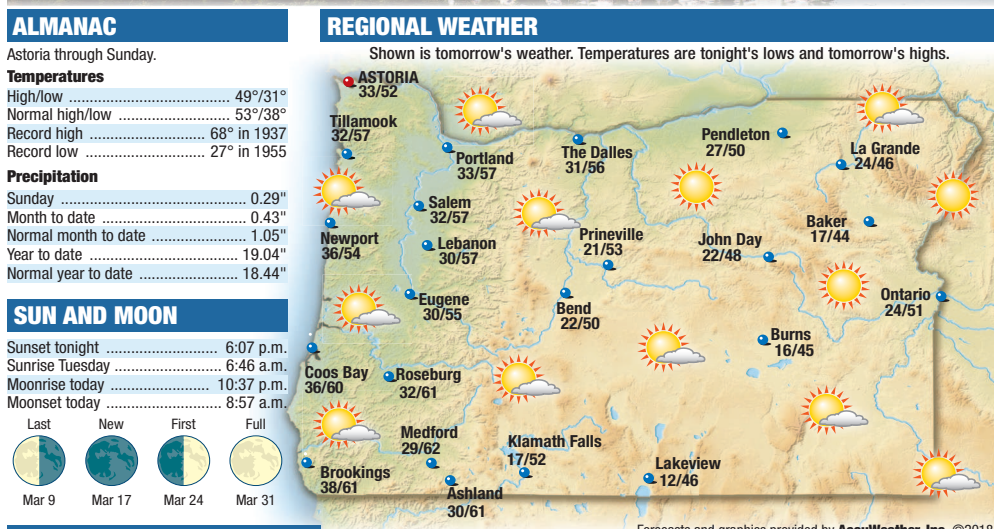 ALMANAC
Astoria through Sunday.
Temperatures
High/low ................................... 49°/31°
Normal high/low ........................ 53°/38°
Record high ............................. 68° in 1937
Record low ............................. 27° in 1955
Precipitation
Sunday ........................................ 0.29"
Month to date ............................... 0.43"
Normal month to date .................... 1.05"
Year to date ................................ 19.04"
Normal year to date ..................... 18.44"
SUN AND MOON
Sunset tonight .......................... 6:07 p.m.
Sunrise Tuesday ........................ 6:46 a.m.
Moonrise today ....................... 10:37 p.m.
Moonset today .......................... 8:57 a.m.
Last New First Full
Mar 9 Mar 17 Mar 24 Mar 31
REGIONAL WEATHER
Shown is tomorrow's weather. Temperatures are tonight's lows and tomorrow's highs.
ASTORIA
33/52
Tillamook
32/57
Portland
33/57
The Dalles
31/56
Pendleton
27/50
La Grande
24/46
Salem
32/57
Newport
36/54
Lebanon
30/57
Prineville
21/53
John Day
22/48
Baker
17/44
Eugene
30/55
Bend
22/50
Ontario
24/51
Burns
16/45
Coos Bay
36/60
Roseburg
32/61
Medford
29/62
Klamath Falls
17/52
Brookings
38/61
Ashland
30/61
Lakeview
12/46
Forecasts and graphics provided by AccuWeather, Inc. ©2018